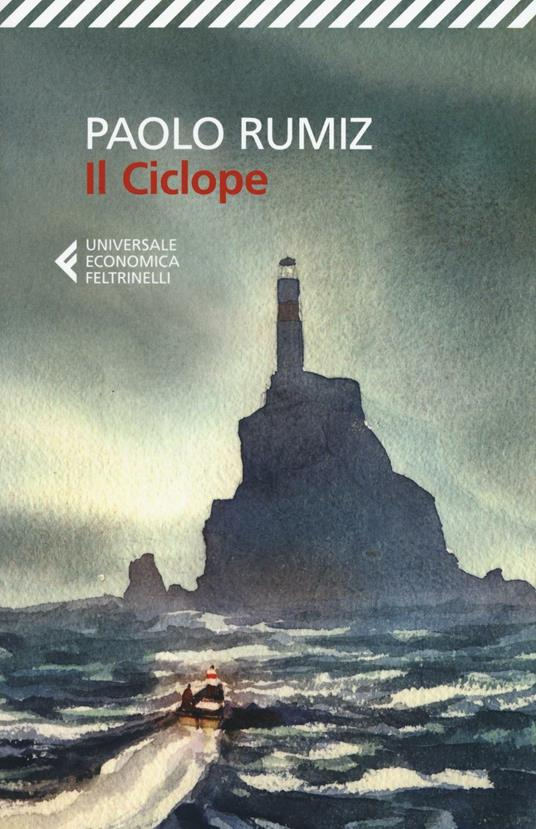 PAOLO RUMIZ
Il Ciclope
UNIVERSALE
ECONOMICA
FELTRINELLI